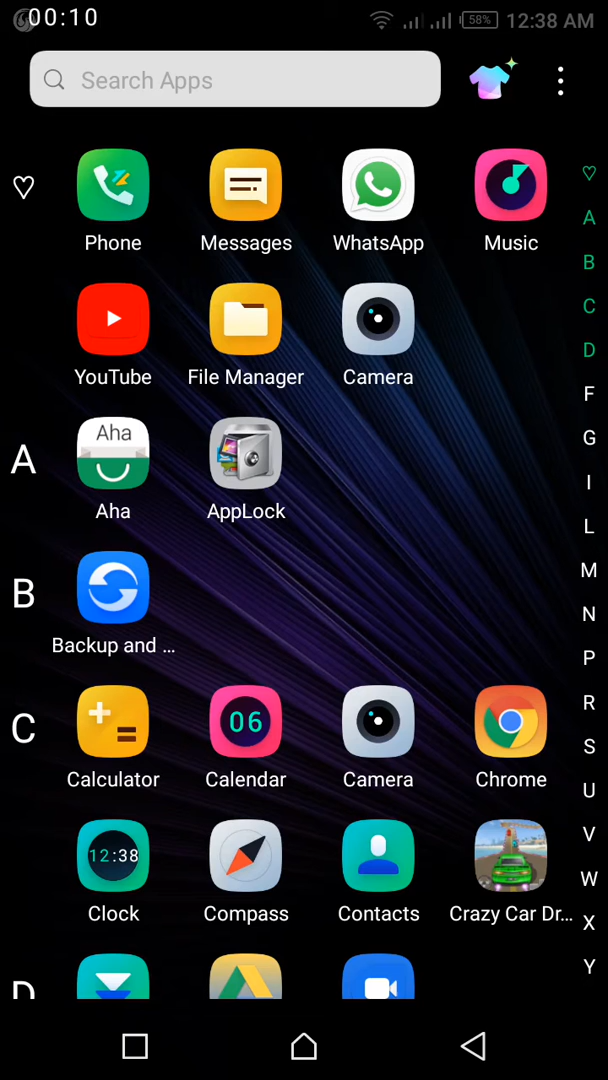 00:10
58% 12:38 AM
Search Apps
Phone Messages WhatsApp Music
YouTube File Manager Camera
A
Aha
Aha AppLock
B
Backup and ...
C
06
Calculator Calendar Camera Chrome
12:38
Clock Compass Contacts Crazy Car Dr...
D
A
B
C
D
F
G
I
L
M
N
P
R
S
U
V
W
X
Y